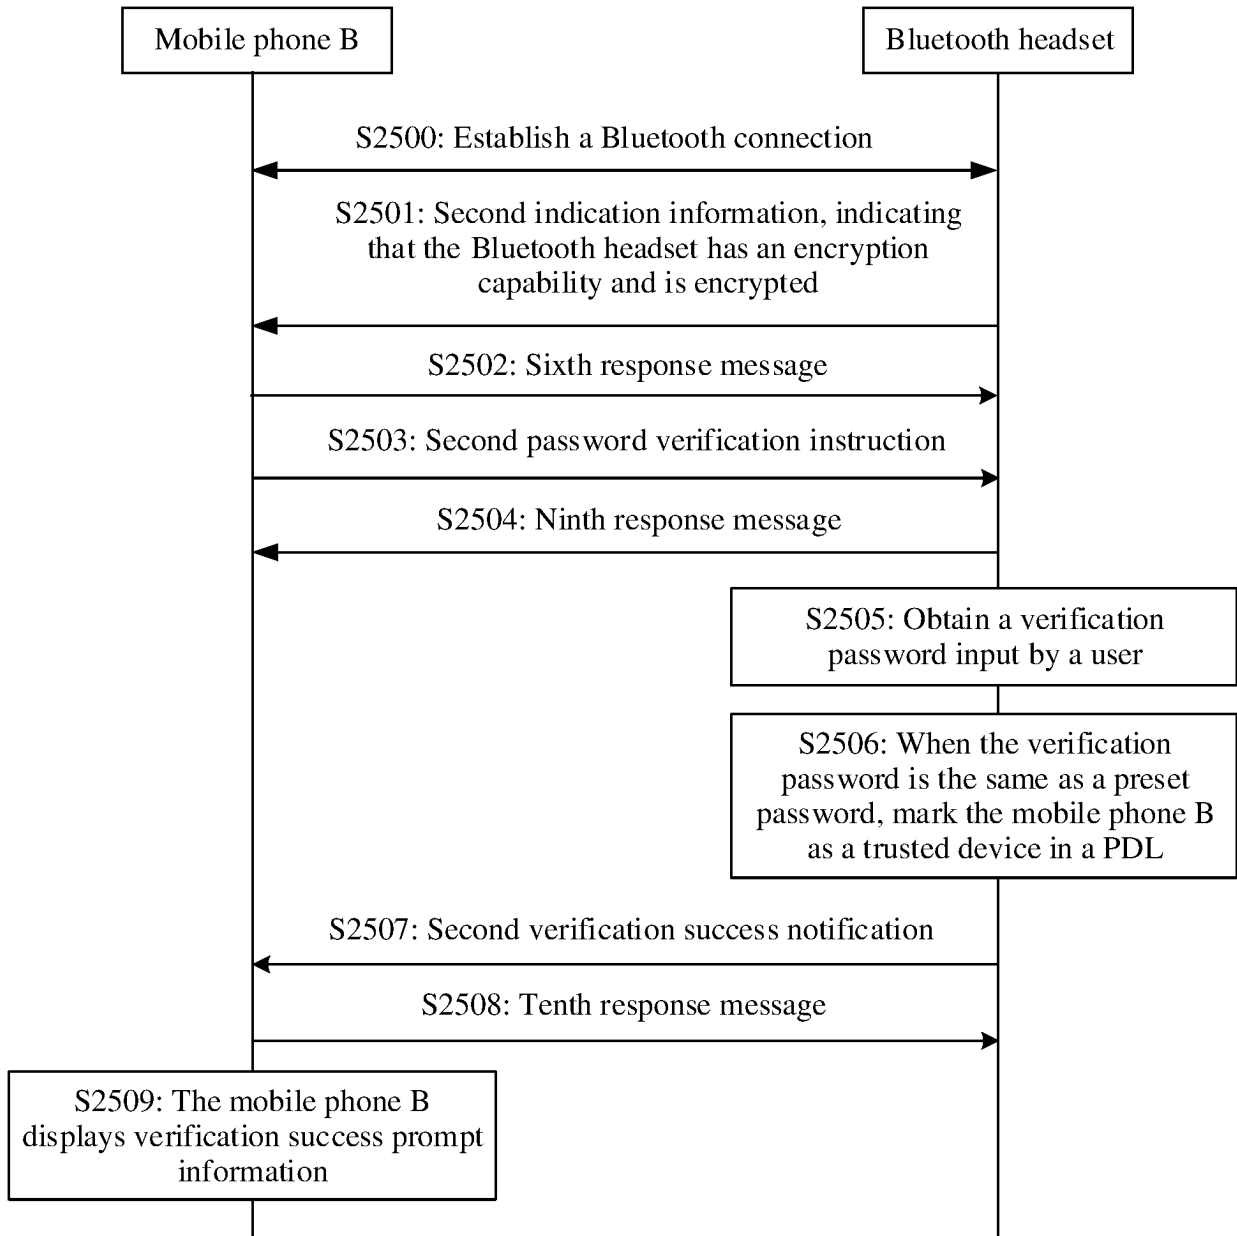 Mobile phone B
Bluetooth headset
S2500: Establish a Bluetooth connection
S2501: Second indication information, indicating
that the Bluetooth headset has an encryption
capability and is encrypted
S2502: Sixth response message
S2503: Second password verification instruction
S2504: Ninth response message
S2505: Obtain a verification
password input by a user
S2506: When the verification
password is the same as a preset
password, mark the mobile phone B
as a trusted device in a PDL
S2507: Second verification success notification
S2508: Tenth response message
S2509: The mobile phone B
displays verification success prompt
information